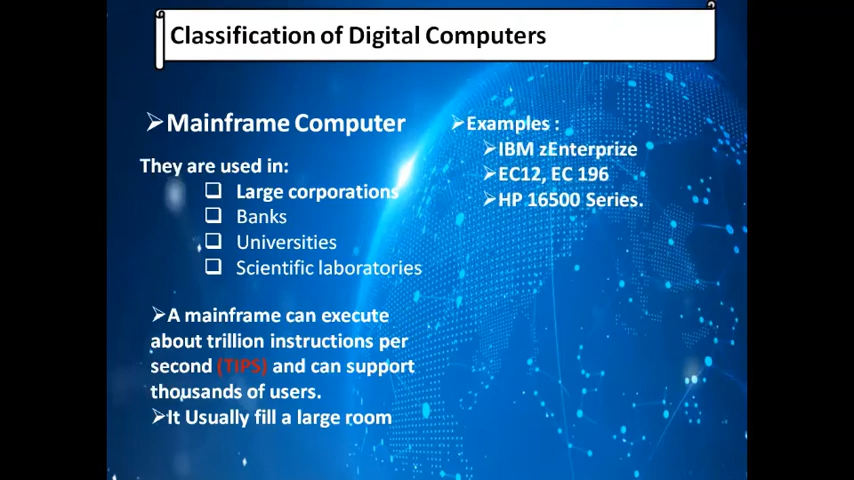 Classification of Digital Computers
➢Mainframe Computer
They are used in:
❑ Large corporations
❑ Banks
❑ Universities
❑ Scientific laboratories
➢A mainframe can execute
about trillion instructions per
second (TIPS) and can support
thousands of users.
➢It Usually fill a large room
➢Examples :
➢IBM zEnterprize
➢EC12, EC 196
➢HP 16500 Series.